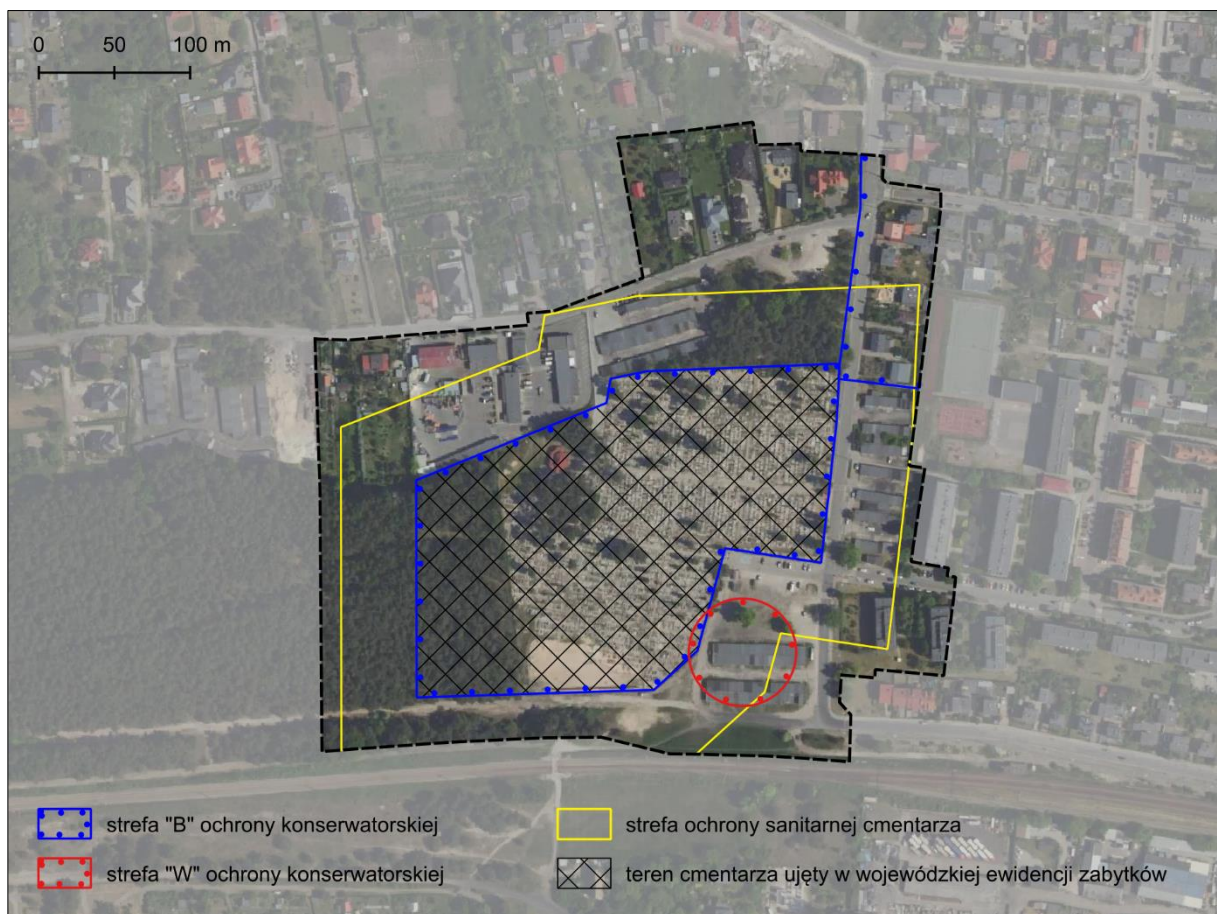 0 50 100 m
strefa "B" ochrony konserwatorskiej
strefa ochrony sanitarnej cmentarza
strefa "W" ochrony konserwatorskiej
teren cmentarza ujęty w wojewódzkiej ewidencji zabytków